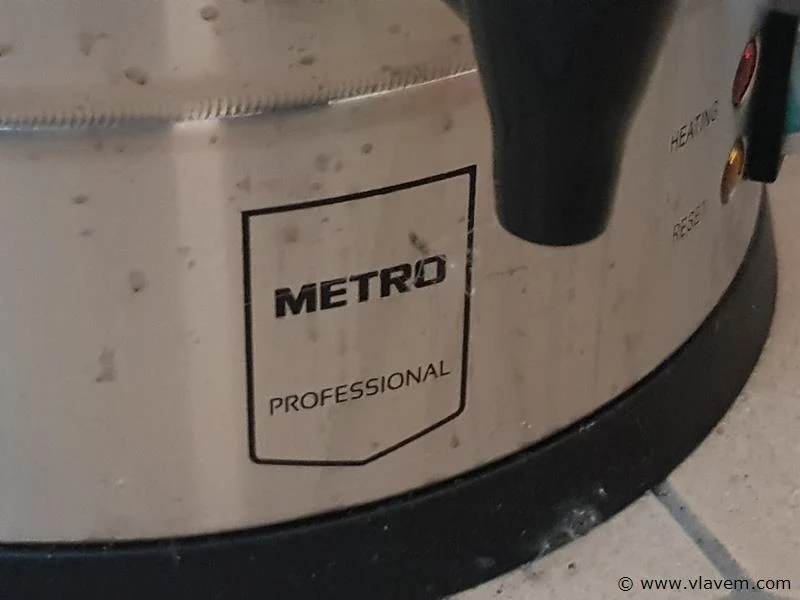 HEATING
RESET
METRO
PROFESSIONAL
© www.vlavem.com